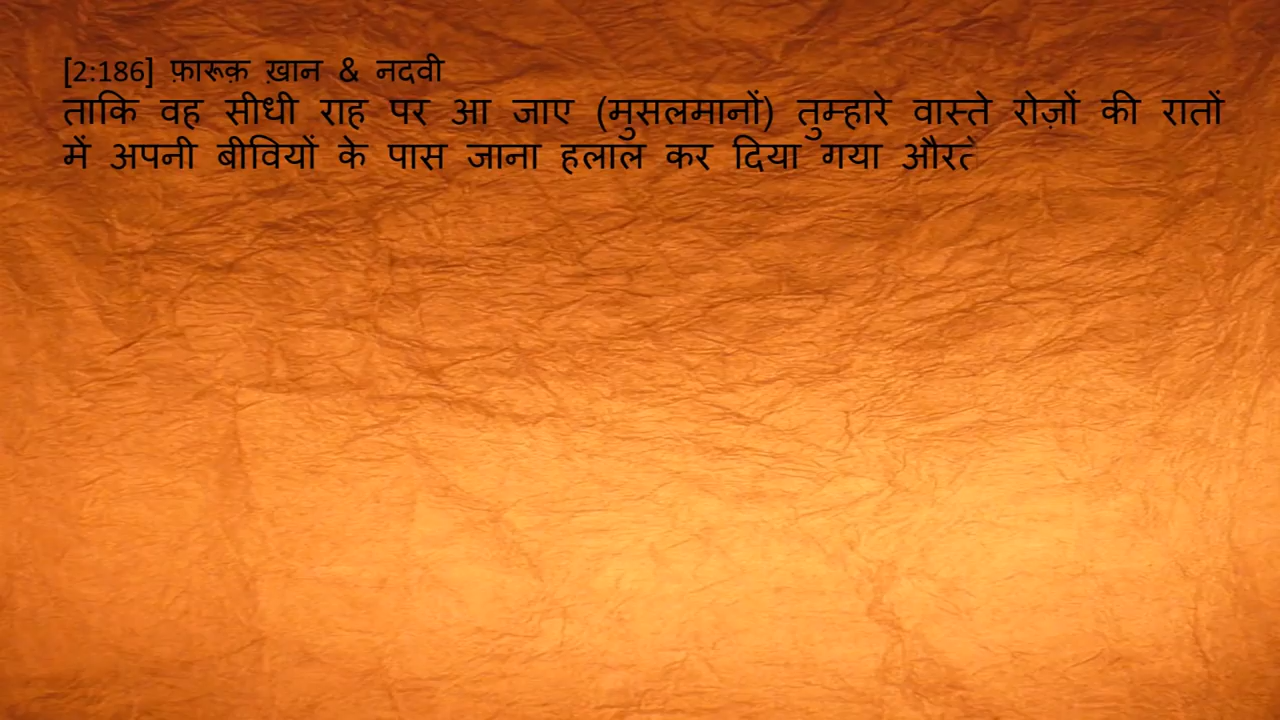 [2:186] फ़ारूक़ ख़ान & नदवी
ताकि वह सीधी राह पर आ जाए (मुसलमानों) तुम्हारे वास्ते रोज़ों की रातों
में अपनी बीवियों के पास जाना हलाल कर दिया गया औरते